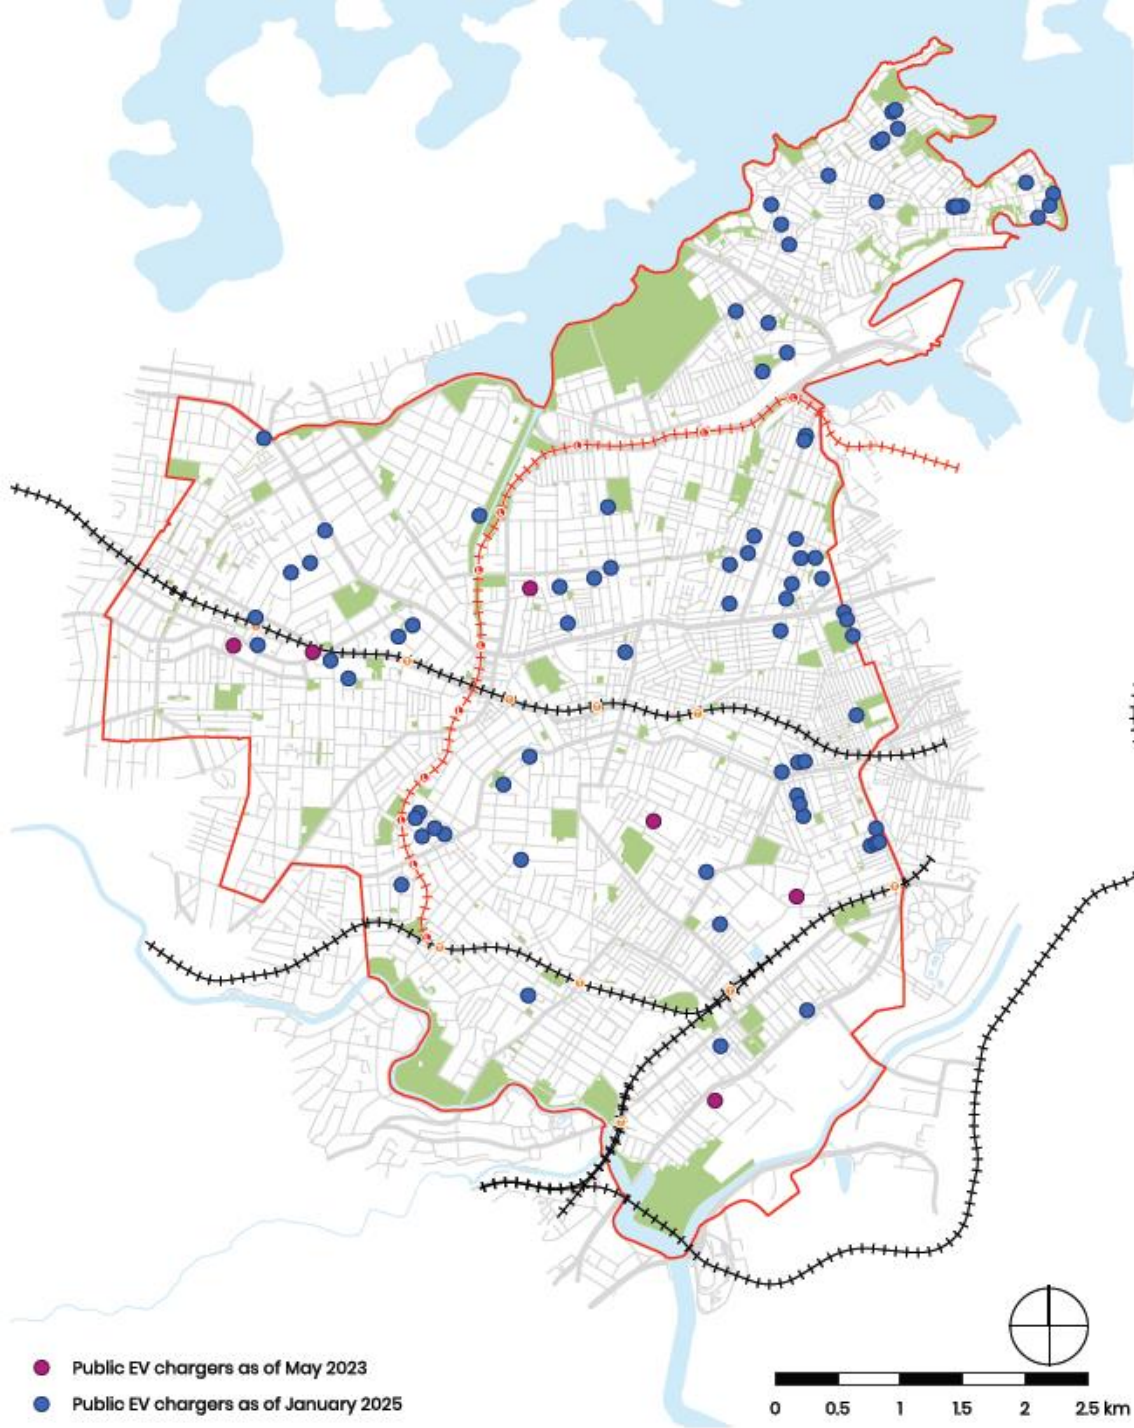 Public EV chargers as of May 2023
Public EV chargers as of January 2025
0 0.5 1 1.5 2 2.5 km